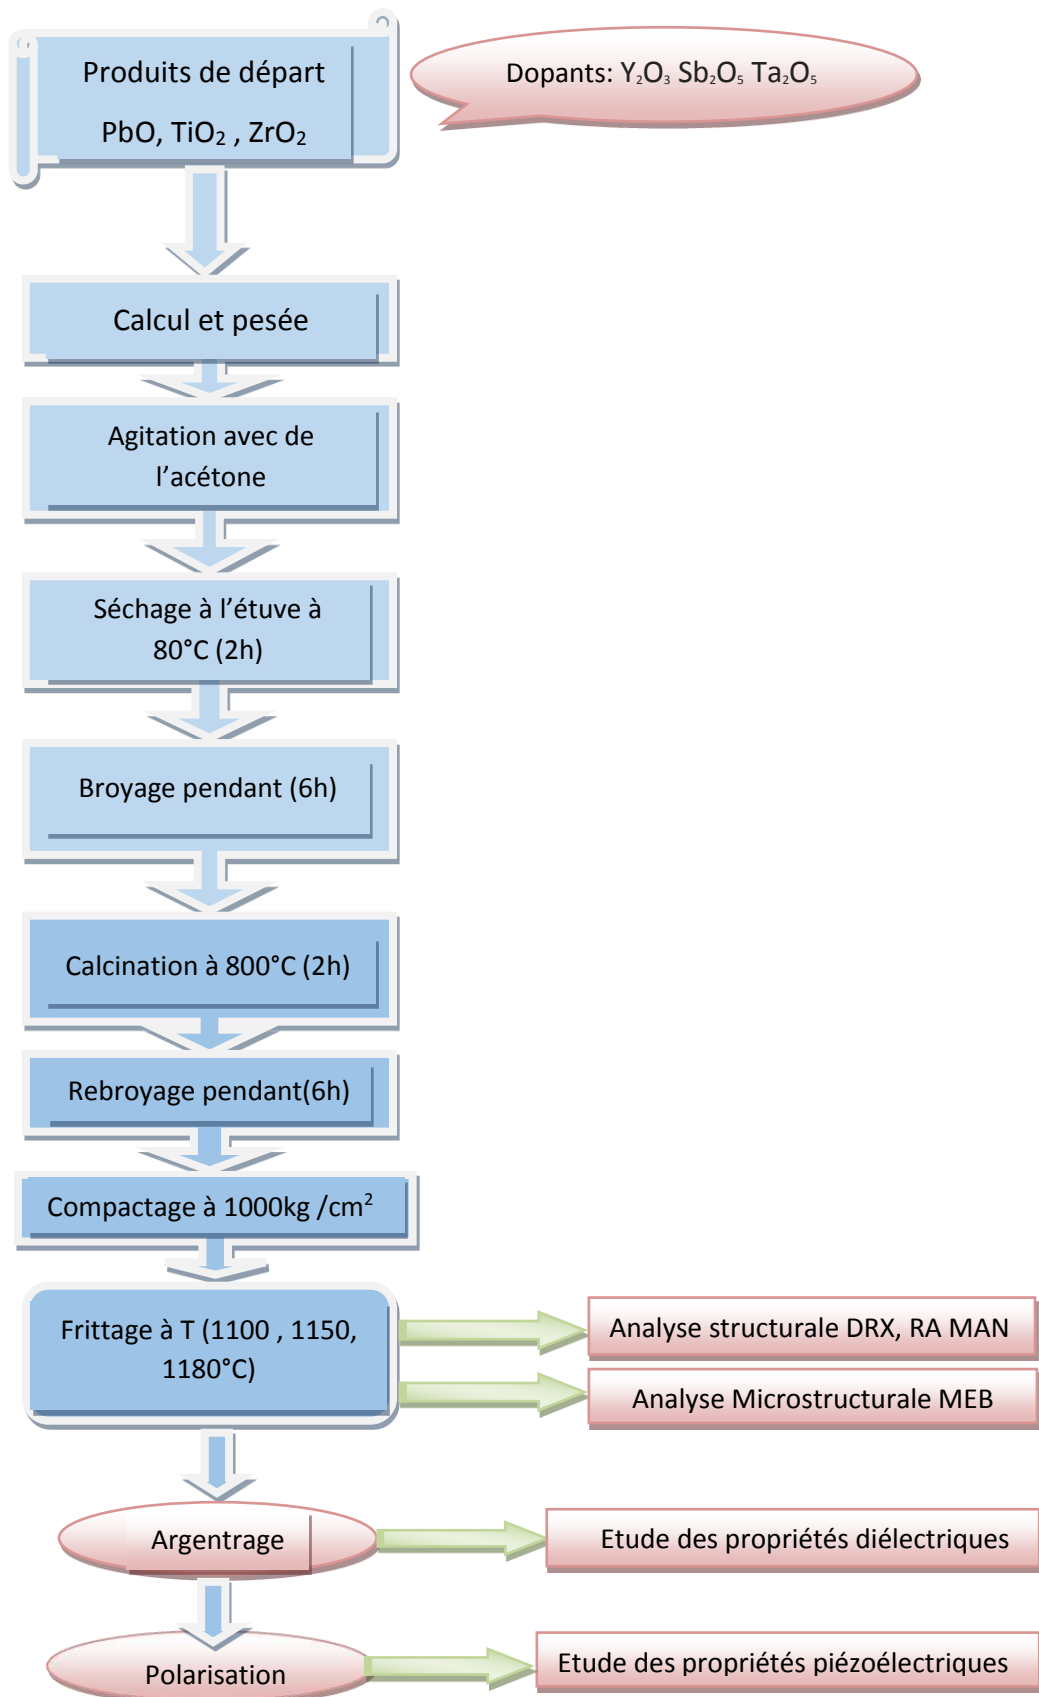 Produits de départ
PbO, TiO₂ , ZrO₂
Dopants: Y₂O₃ Sb₂O₅ Ta₂O₅
Calcul et pesée
Agitation avec de
l’acétone
Séchage à l’étuve à
80°C (2h)
Broyage pendant (6h)
Calcination à 800°C (2h)
Rebroyage pendant(6h)
Compactage à 1000kg /cm²
Frittage à T (1100 , 1150,
1180°C)
Analyse structurale DRX, RA MAN
Analyse Microstructurale MEB
Argentrage
Etude des propriétés diélectriques
Polarisation
Etude des propriétés piézoélectriques